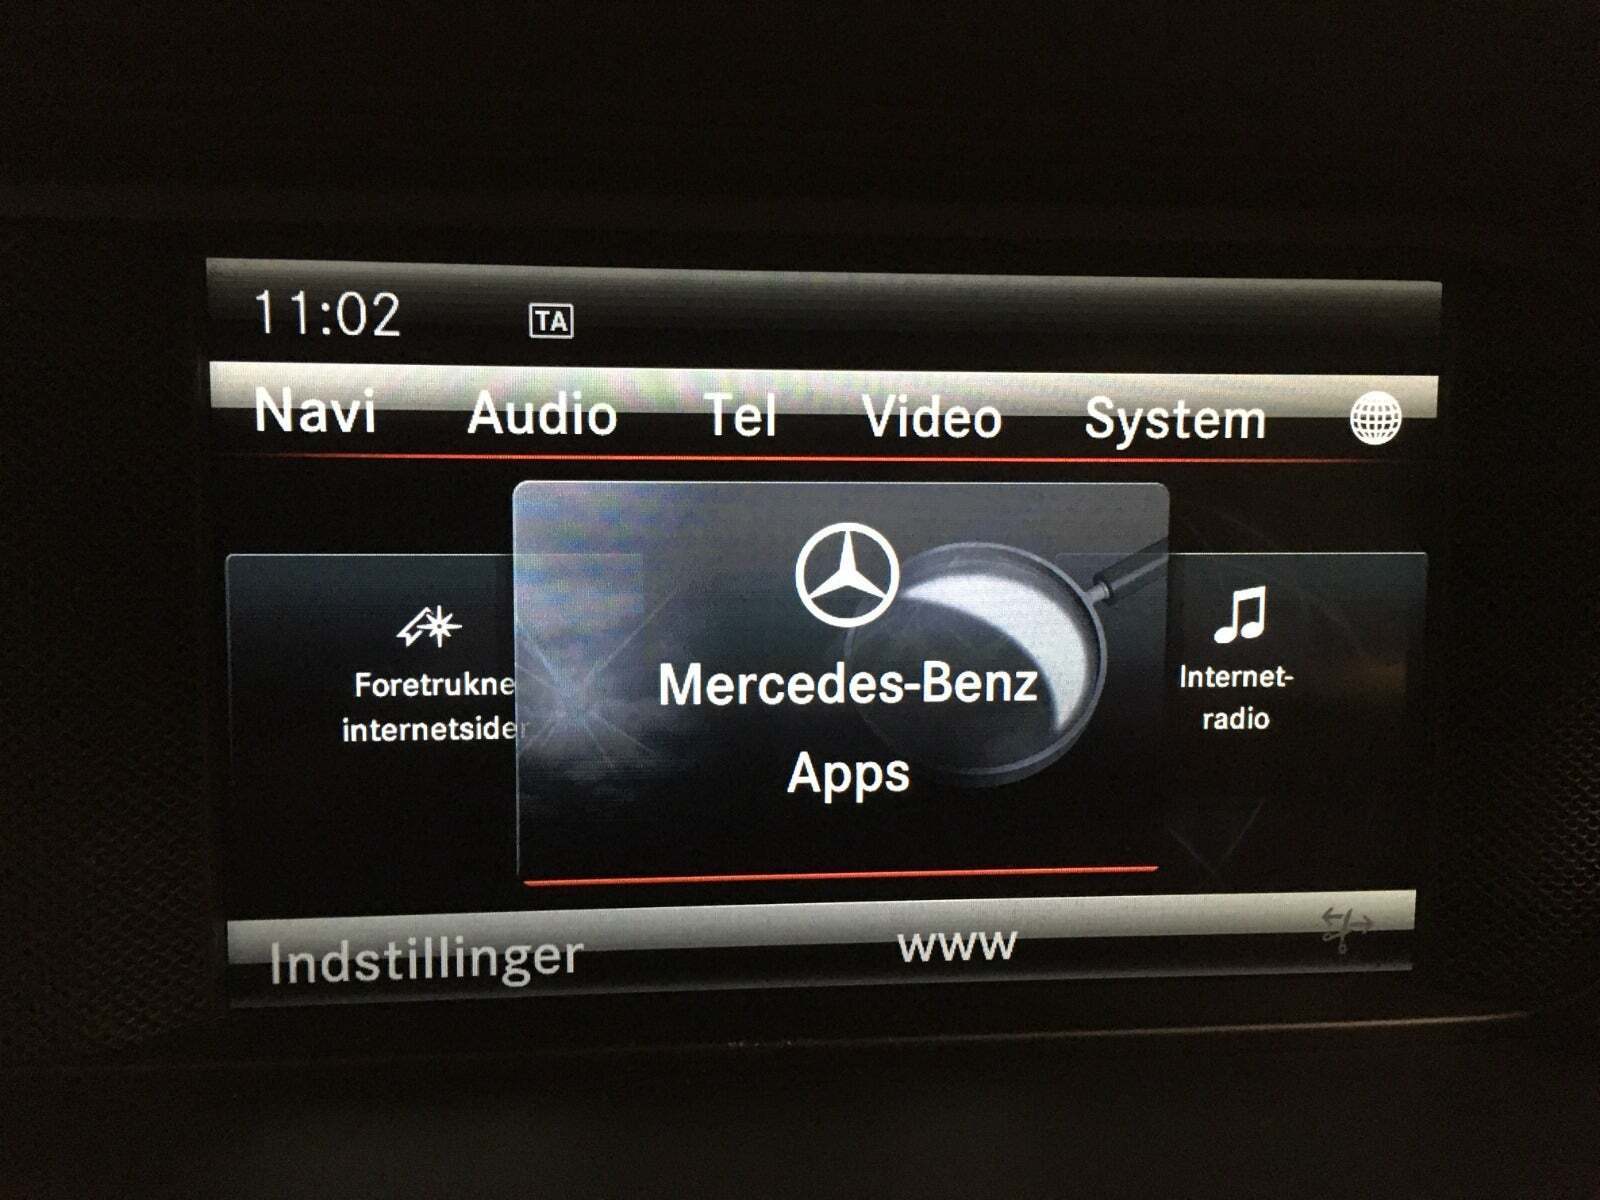 11:02 TA
Navi Audio Tel Video System
Foretrukne
internetsider
Mercedes-Benz
Apps
Internet-
radio
Indstillinger www